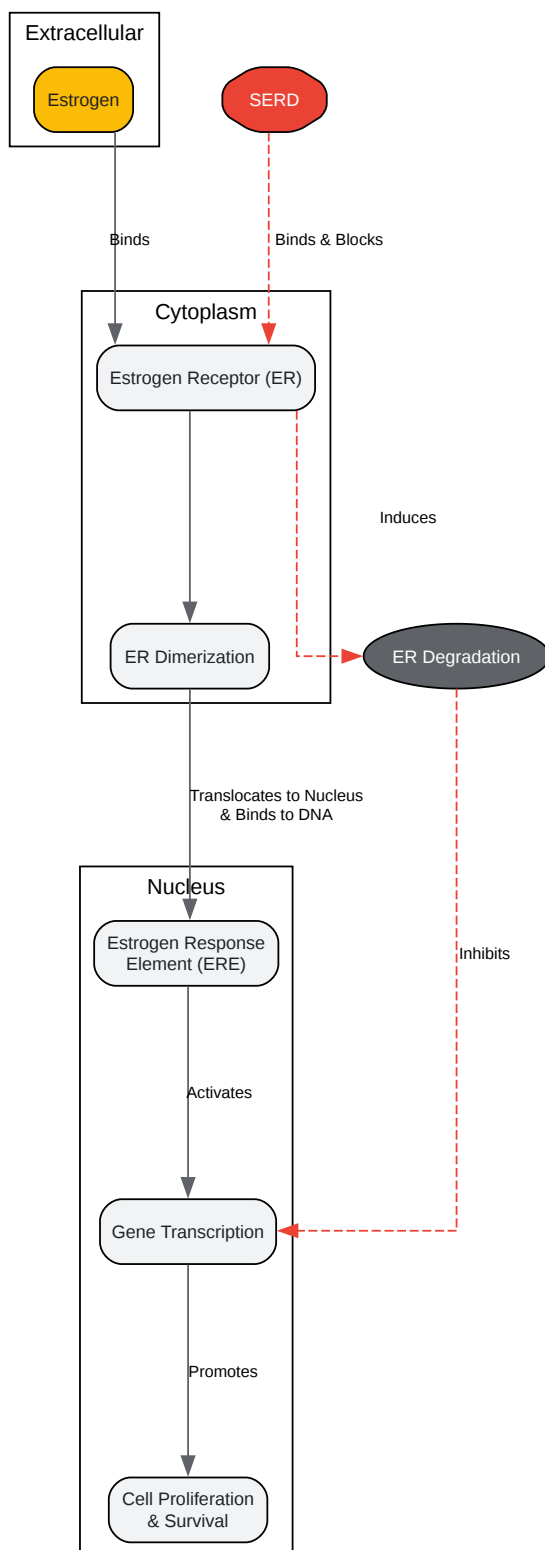 Extracellular
Estrogen
SERD
Binds
Binds & Blocks
Cytoplasm
Estrogen Receptor (ER)
Induces
ER Dimerization
ER Degradation
Translocates to Nucleus
& Binds to DNA
Nucleus
Estrogen Response
Element (ERE)
Inhibits
Activates
Gene Transcription
Promotes
Cell Proliferation
& Survival